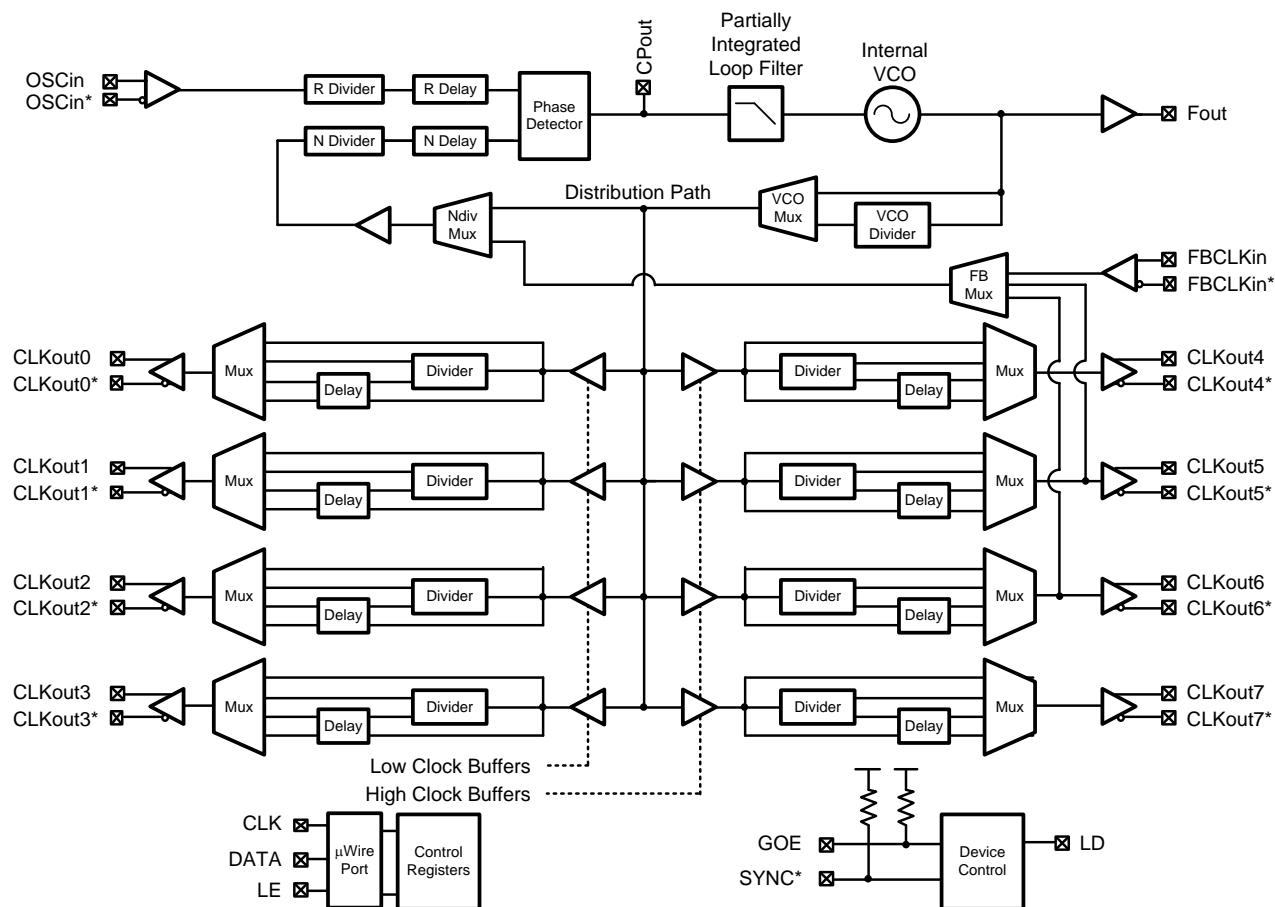 Partially
Integrated
Loop Filter
Internal
VCO
CPout
OSCin
OSCin*
R Divider
R Delay
Phase
Detector
N Divider
N Delay
Fout
Distribution Path
Ndiv
Mux
VCO
Mux
VCO
Divider
FB
Mux
FBCLKin
FBCLKin*
CLKout0
CLKout0*
Mux
Divider
Delay
Divider
Delay
Mux
CLKout4
CLKout4*
CLKout1
CLKout1*
Mux
Divider
Delay
Divider
Delay
Mux
CLKout5
CLKout5*
CLKout2
CLKout2*
Mux
Divider
Delay
Divider
Delay
Mux
CLKout6
CLKout6*
CLKout3
CLKout3*
Mux
Divider
Delay
Divider
Delay
Mux
CLKout7
CLKout7*
Low Clock Buffers
High Clock Buffers
CLK
DATA
LE
μWire
Port
Control
Registers
GOE
SYNC*
Device
Control
LD